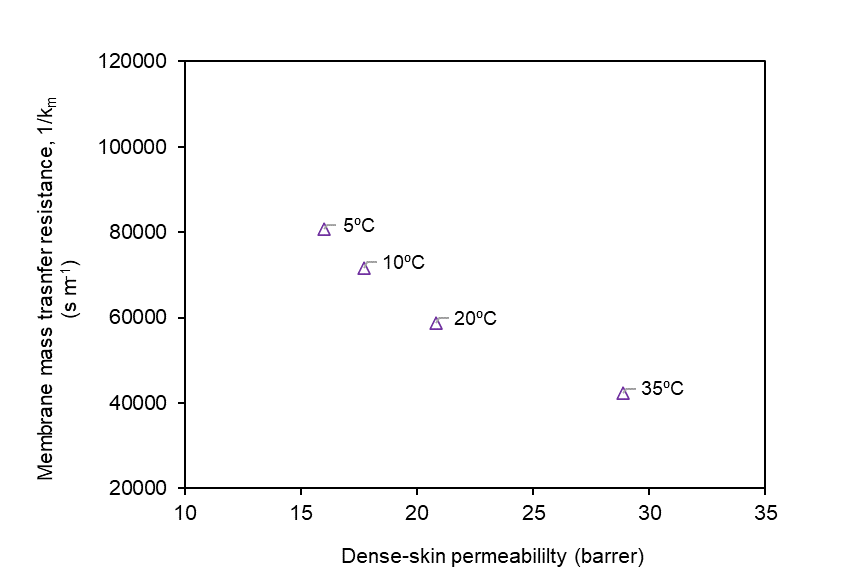 120000
100000
80000
60000
40000
20000
10
15
20
25
30
35
Membrane mass trasnfer resistance, 1/km
(s m-1)
5ºC
10ºC
20ºC
35ºC
Dense-skin permeabililty (barrer)